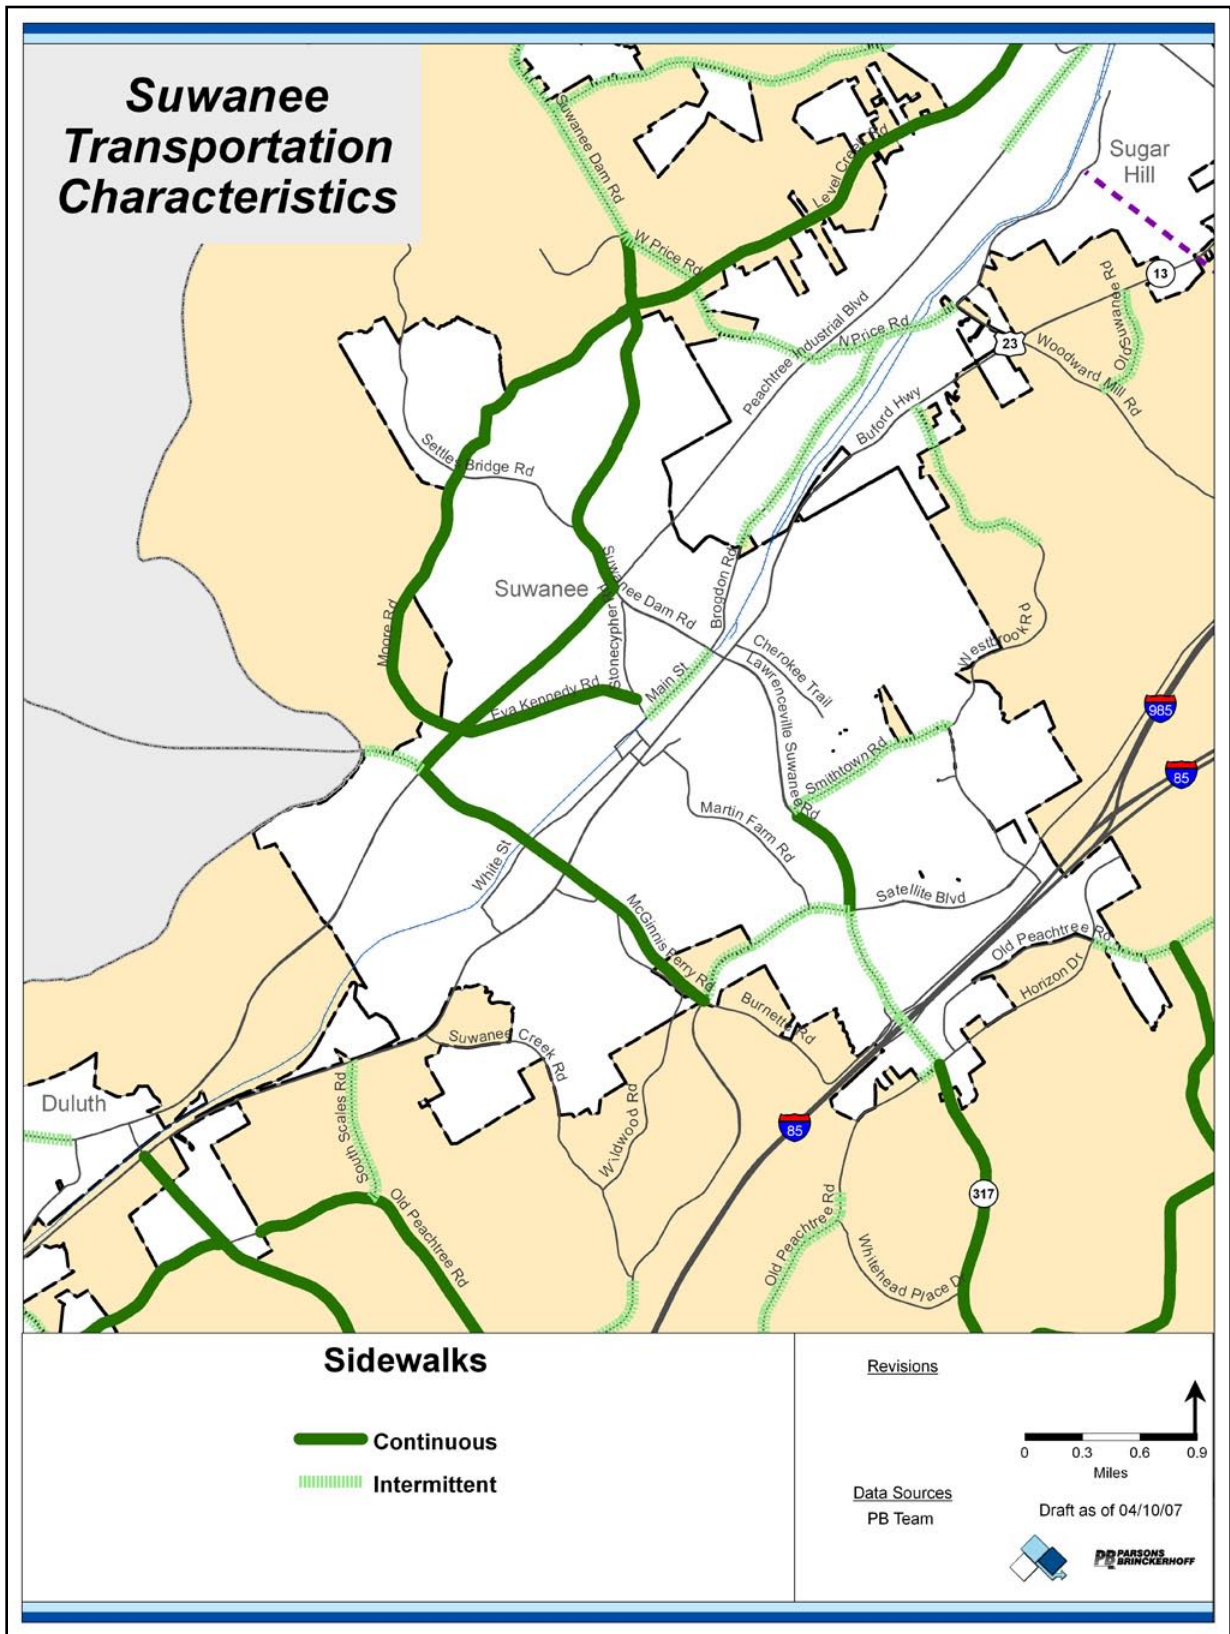 Suwanee
Transportation
Characteristics
Suwanee Dam Rd
Level Creek Rd
Sugar
Hill
W Price Rd
13
Old Suwanee Rd
Peachtree Industrial Blvd
N Price Rd
23
Woodward Mill Rd
Buford Hwy
Settles Bridge Rd
Suwanee
Suwanee Dam Rd
Brogdon Rd
Moore Rd
Stonecypher Rd
Westbrook Rd
Cherokee Trail
Main St
Eva Kennedy Rd
Lawrenceville Suwanee Rd
985
85
Smithtown Rd
Martin Farm Rd
White St
Satellite Blvd
McGinnis Ferry Rd
Old Peachtree Rd
Horizon Dr
Burnette Rd
Suwanee Creek Rd
Duluth
South Scales Rd
Wildwood Rd
85
317
Old Peachtree Rd
Old Peachtree Rd
Whitehead Place D
Sidewalks
Continuous
Intermittent
Revisions
0 0.3 0.6 0.9
Miles
Data Sources
PB Team
Draft as of 04/10/07
PB PARSONS
BRINCKERHOFF